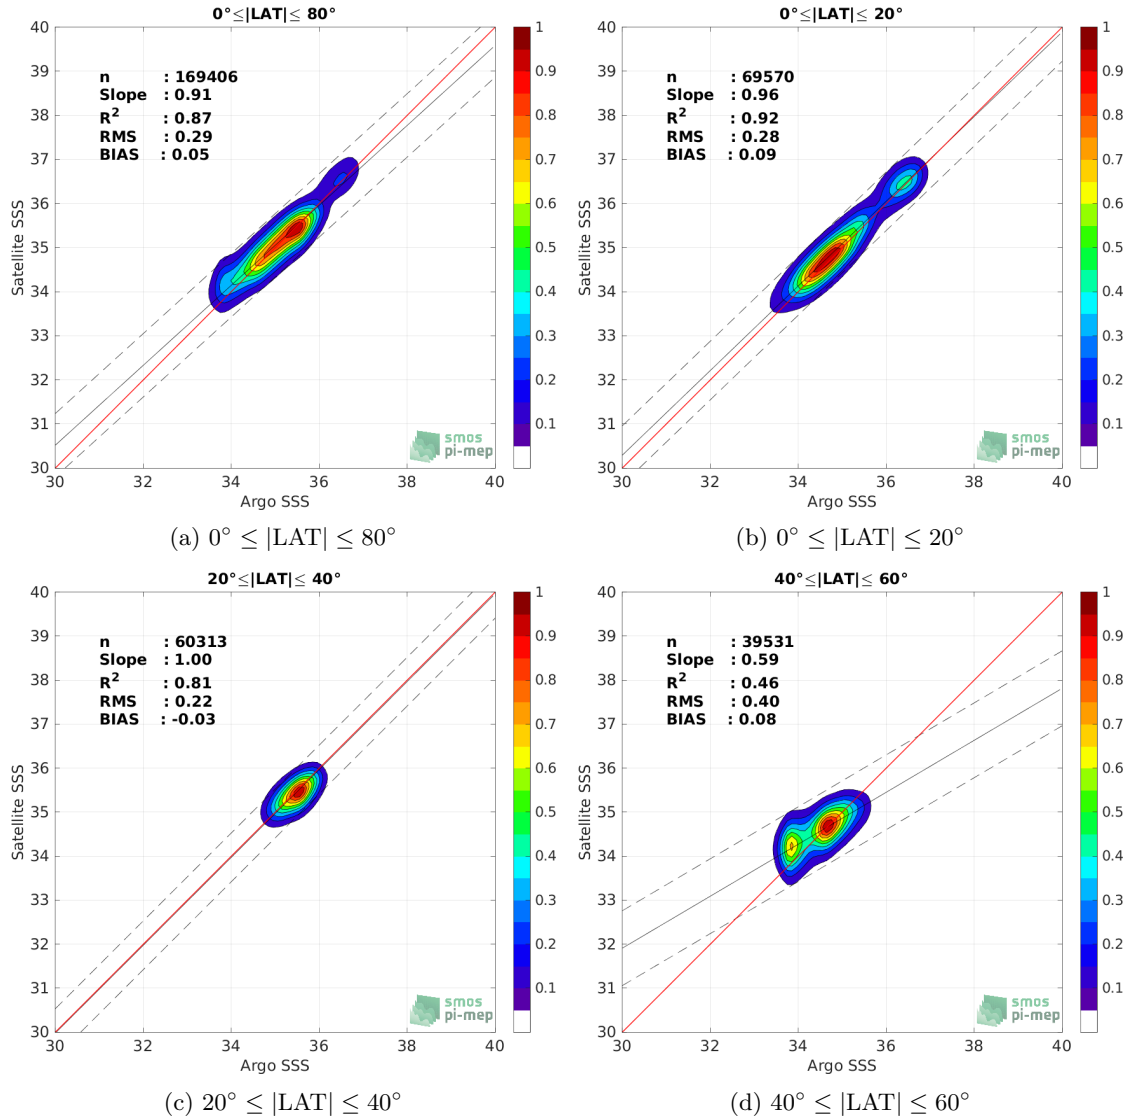 0°≤|LAT|≤ 80°
n : 169406
Slope : 0.91
R² : 0.87
RMS : 0.29
BIAS : 0.05
40
39
38
37
36
35
34
33
32
31
30
Satellite SSS
30 32 34 36 38 40
Argo SSS
1
0.9
0.8
0.7
0.6
0.5
0.4
0.3
0.2
0.1
smos
pi-mep
(a) 0° ≤ |LAT| ≤ 80°
0°≤|LAT|≤ 20°
n : 69570
Slope : 0.96
R² : 0.92
RMS : 0.28
BIAS : 0.09
40
39
38
37
36
35
34
33
32
31
30
Satellite SSS
30 32 34 36 38 40
Argo SSS
1
0.9
0.8
0.7
0.6
0.5
0.4
0.3
0.2
0.1
smos
pi-mep
(b) 0° ≤ |LAT| ≤ 20°
20°≤|LAT|≤ 40°
n : 60313
Slope : 1.00
R² : 0.81
RMS : 0.22
BIAS : -0.03
40
39
38
37
36
35
34
33
32
31
30
Satellite SSS
30 32 34 36 38 40
Argo SSS
1
0.9
0.8
0.7
0.6
0.5
0.4
0.3
0.2
0.1
smos
pi-mep
(c) 20° ≤ |LAT| ≤ 40°
40°≤|LAT|≤ 60°
n : 39531
Slope : 0.59
R² : 0.46
RMS : 0.40
BIAS : 0.08
40
39
38
37
36
35
34
33
32
31
30
Satellite SSS
30 32 34 36 38 40
Argo SSS
1
0.9
0.8
0.7
0.6
0.5
0.4
0.3
0.2
0.1
smos
pi-mep
(d) 40° ≤ |LAT| ≤ 60°